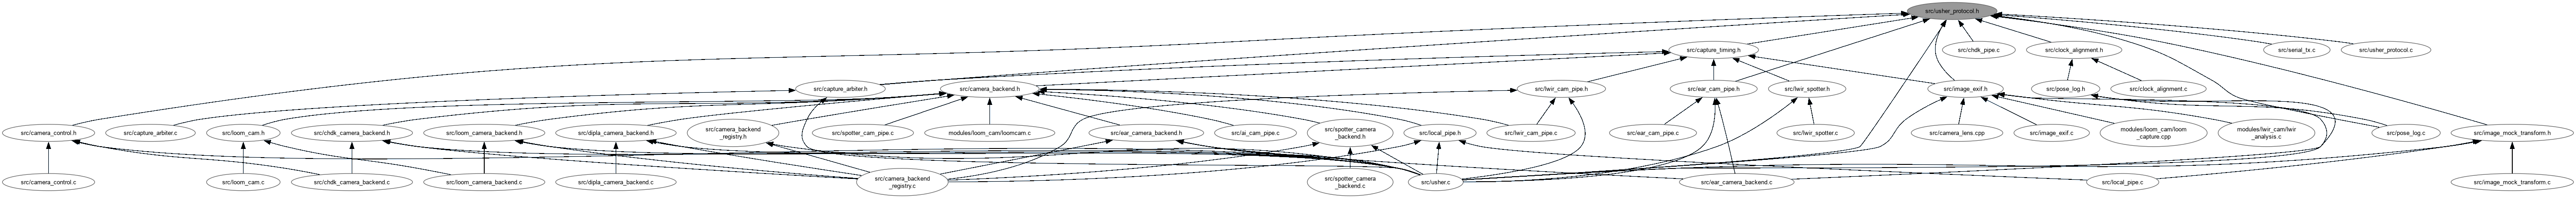 src/usher_protocol.h
src/capture_timing.h
src/chdk_pipe.c
src/clock_alignment.h
src/serial_tx.c
src/usher_protocol.c
src/capture_arbiter.h
src/camera_backend.h
src/lwir_cam_pipe.h
src/ear_cam_pipe.h
src/lwir_spotter.h
src/image_exif.h
src/pose_log.h
src/clock_alignment.c
src/camera_control.h
src/capture_arbiter.c
src/loom_cam.h
src/chdk_camera_backend.h
src/loom_camera_backend.h
src/dipla_camera_backend.h
src/camera_backend
_registry.h
src/spotter_cam_pipe.c
modules/loom_cam/loomcam.c
src/ear_camera_backend.h
src/ai_cam_pipe.c
src/spotter_camera
_backend.h
src/local_pipe.h
src/lwir_cam_pipe.c
src/ear_cam_pipe.c
src/lwir_spotter.c
src/camera_lens.cpp
src/image_exif.c
modules/loom_cam/loom
_capture.cpp
modules/lwir_cam/lwir
_analysis.c
src/pose_log.c
src/image_mock_transform.h
src/camera_control.c
src/loom_cam.c
src/chdk_camera_backend.c
src/loom_camera_backend.c
src/dipla_camera_backend.c
src/camera_backend
_registry.c
src/spotter_camera
_backend.c
src/usher.c
src/ear_camera_backend.c
src/local_pipe.c
src/image_mock_transform.c